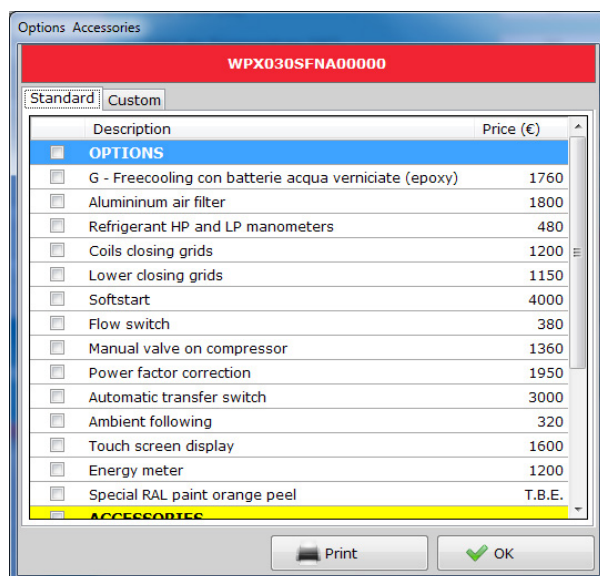 Options Accessories
WPX030SFNA00000
Standard Custom
Description Price (€)
OPTIONS
G - Freecooling con batterie acqua verniciate (epoxy) 1760
Alumininum air filter 1800
Refrigerant HP and LP manometers 480
Coils closing grids 1200
Lower closing grids 1150
Softstart 4000
Flow switch 380
Manual valve on compressor 1360
Power factor correction 1950
Automatic transfer switch 3000
Ambient following 320
Touch screen display 1600
Energy meter 1200
Special RAL paint orange peel T.B.E.
ACCESSORIES
Print OK